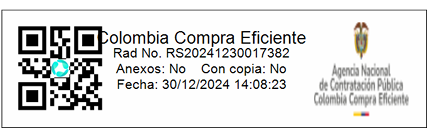 Colombia Compra Eficiente
Rad No. RS20241230017382
Anexos: No Con copia: No
Fecha: 30/12/2024 14:08:23
Agencia Nacional
de Contratación Pública
Colombia Compra Eficiente